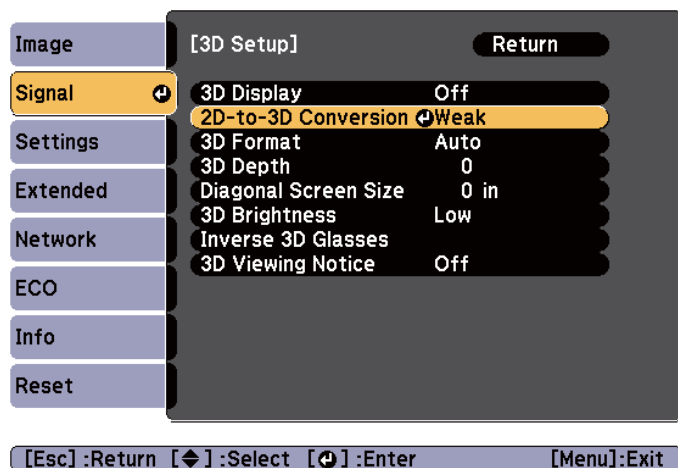 Image
Signal
Settings
Extended
Network
ECO
Info
Reset
[3D Setup] Return
3D Display Off
2D-to-3D Conversion Weak
3D Format Auto
3D Depth 0
Diagonal Screen Size 0 in
3D Brightness Low
Inverse 3D Glasses
3D Viewing Notice Off
[Esc] :Return [ ] :Select [ ] :Enter [Menu]:Exit